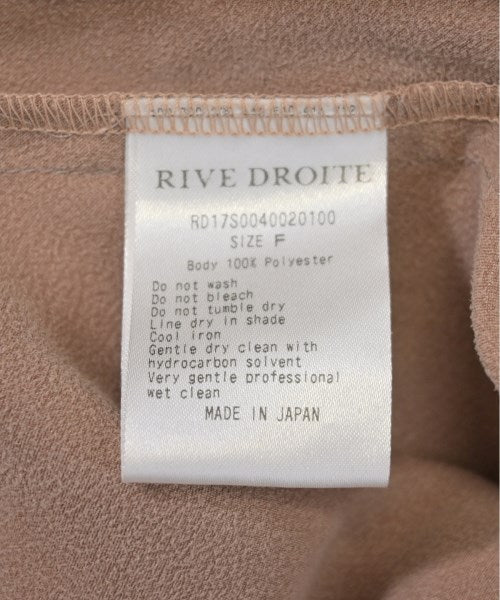 RIVE DROITE
RD17S0040020100
SIZE F
Body 100% Polyester
Do not wash
Do not bleach
Do not tumble dry
Line dry in shade
Cool iron
Gentle dry clean with
hydrocarbon solvent
Very gentle professional
wet clean
MADE IN JAPAN